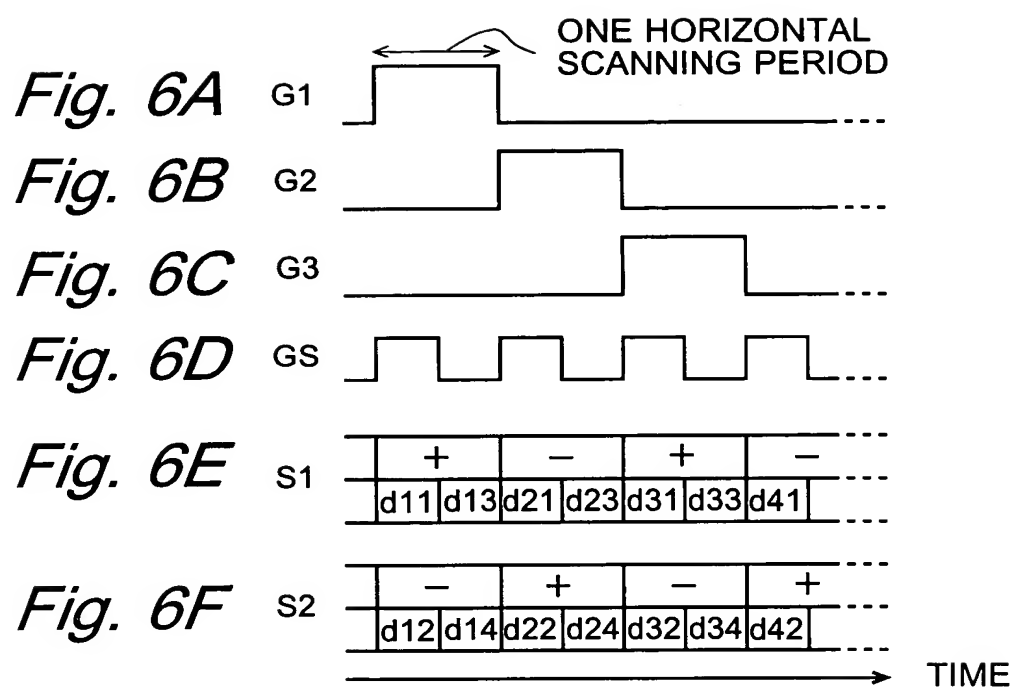 ONE HORIZONTAL
SCANNING PERIOD
Fig. 6A G1
Fig. 6B G2
Fig. 6C G3
Fig. 6D GS
Fig. 6E S1
+ − + −
d11 d13 d21 d23 d31 d33 d41
Fig. 6F S2
− + − +
d12 d14 d22 d24 d32 d34 d42
TIME